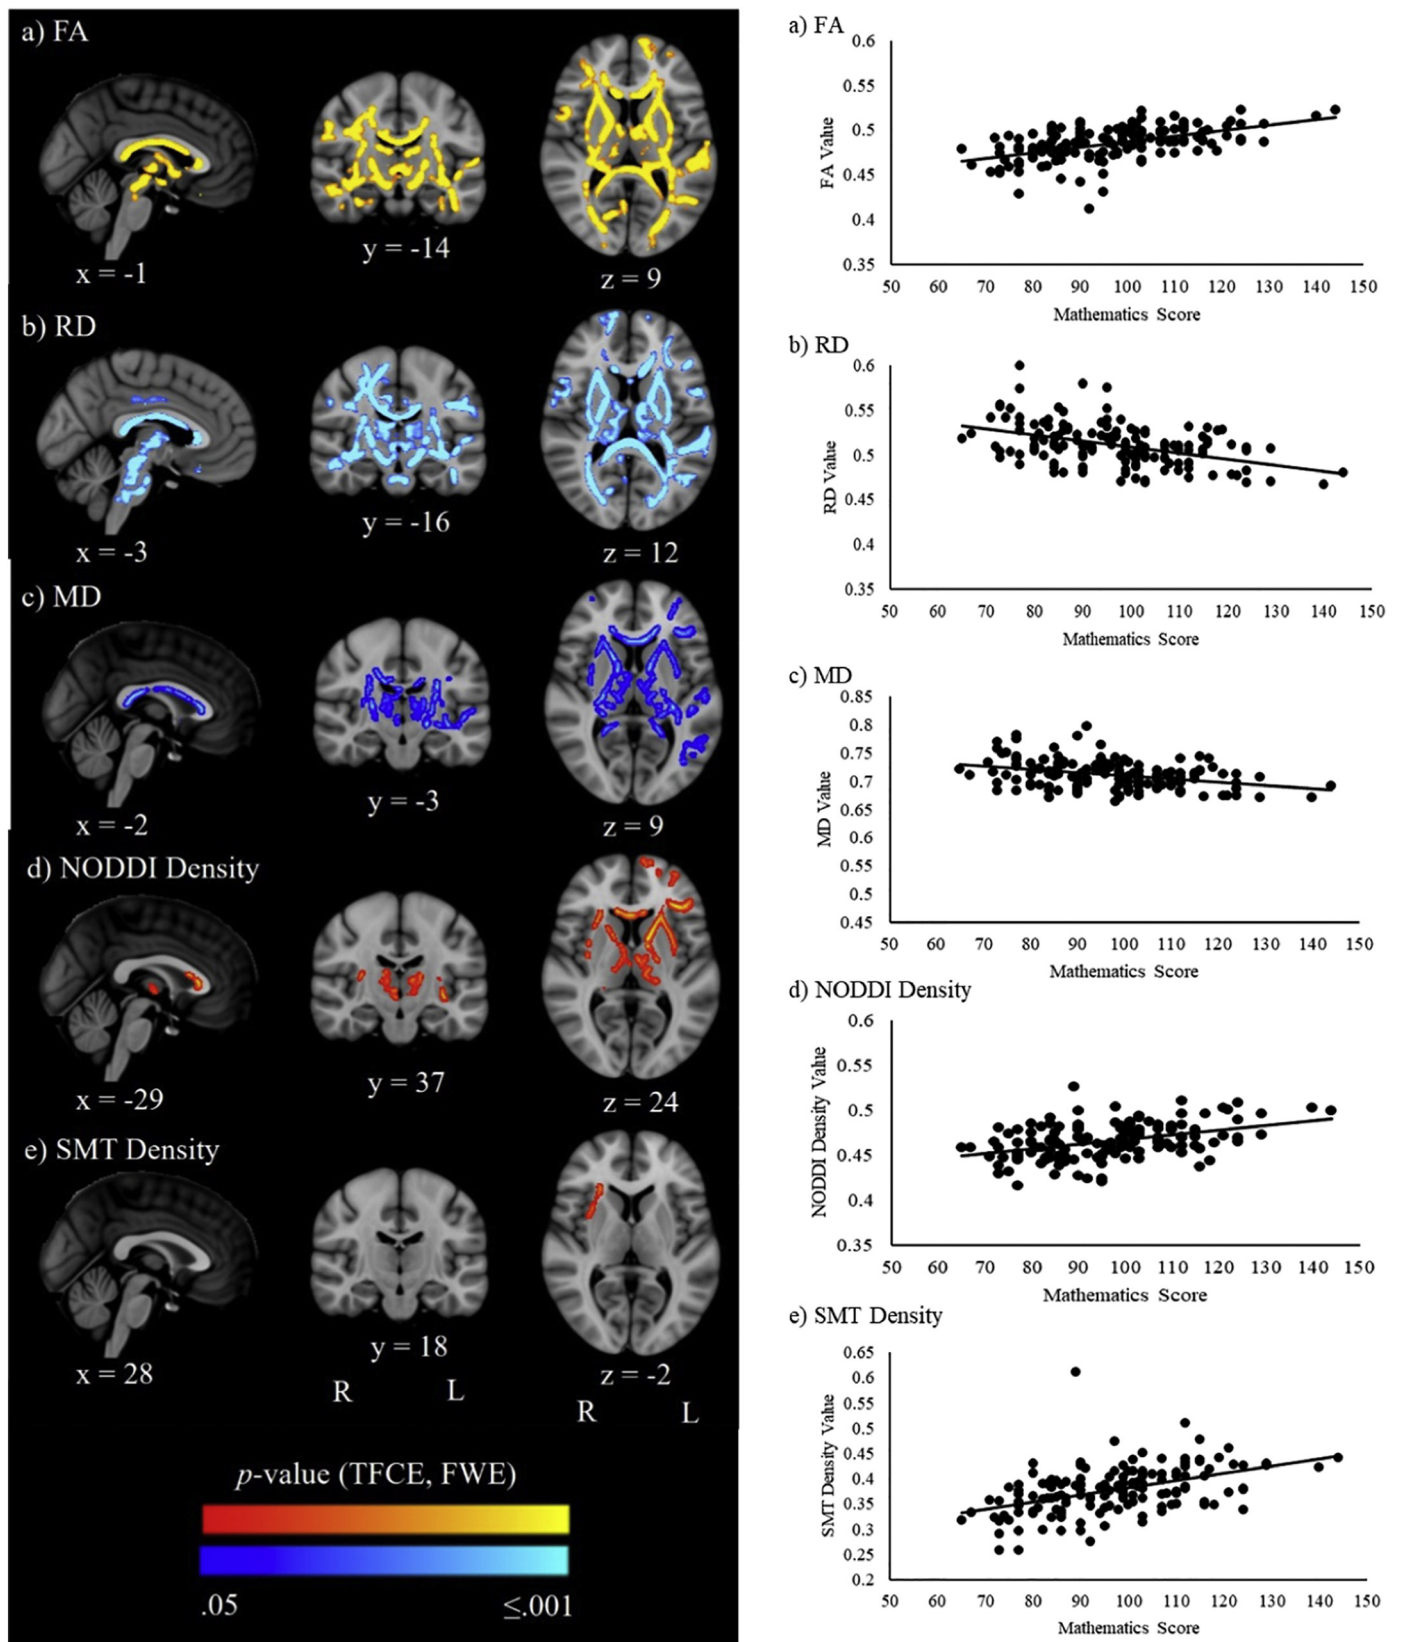 a) FA
x = -1
y = -14
z = 9
b) RD
x = -3
y = -16
z = 12
c) MD
x = -2
y = -3
z = 9
d) NODDI Density
x = -29
y = 37
z = 24
e) SMT Density
x = 28
y = 18
z = -2
R L
R L
p-value (TFCE, FWE)
.05 ≤.001
a) FA
0.6
0.55
0.5
0.45
0.4
0.35
FA Value
50 60 70 80 90 100 110 120 130 140 150
Mathematics Score
b) RD
0.6
0.55
0.5
0.45
0.4
0.35
RD Value
50 60 70 80 90 100 110 120 130 140 150
Mathematics Score
c) MD
0.85
0.8
0.75
0.7
0.65
0.6
0.55
0.5
0.45
MD Value
50 60 70 80 90 100 110 120 130 140 150
Mathematics Score
d) NODDI Density
0.6
0.55
0.5
0.45
0.4
0.35
NODDI Density Value
50 60 70 80 90 100 110 120 130 140 150
Mathematics Score
e) SMT Density
0.65
0.6
0.55
0.5
0.45
0.4
0.35
0.3
0.25
0.2
SMT Density Value
50 60 70 80 90 100 110 120 130 140 150
Mathematics Score